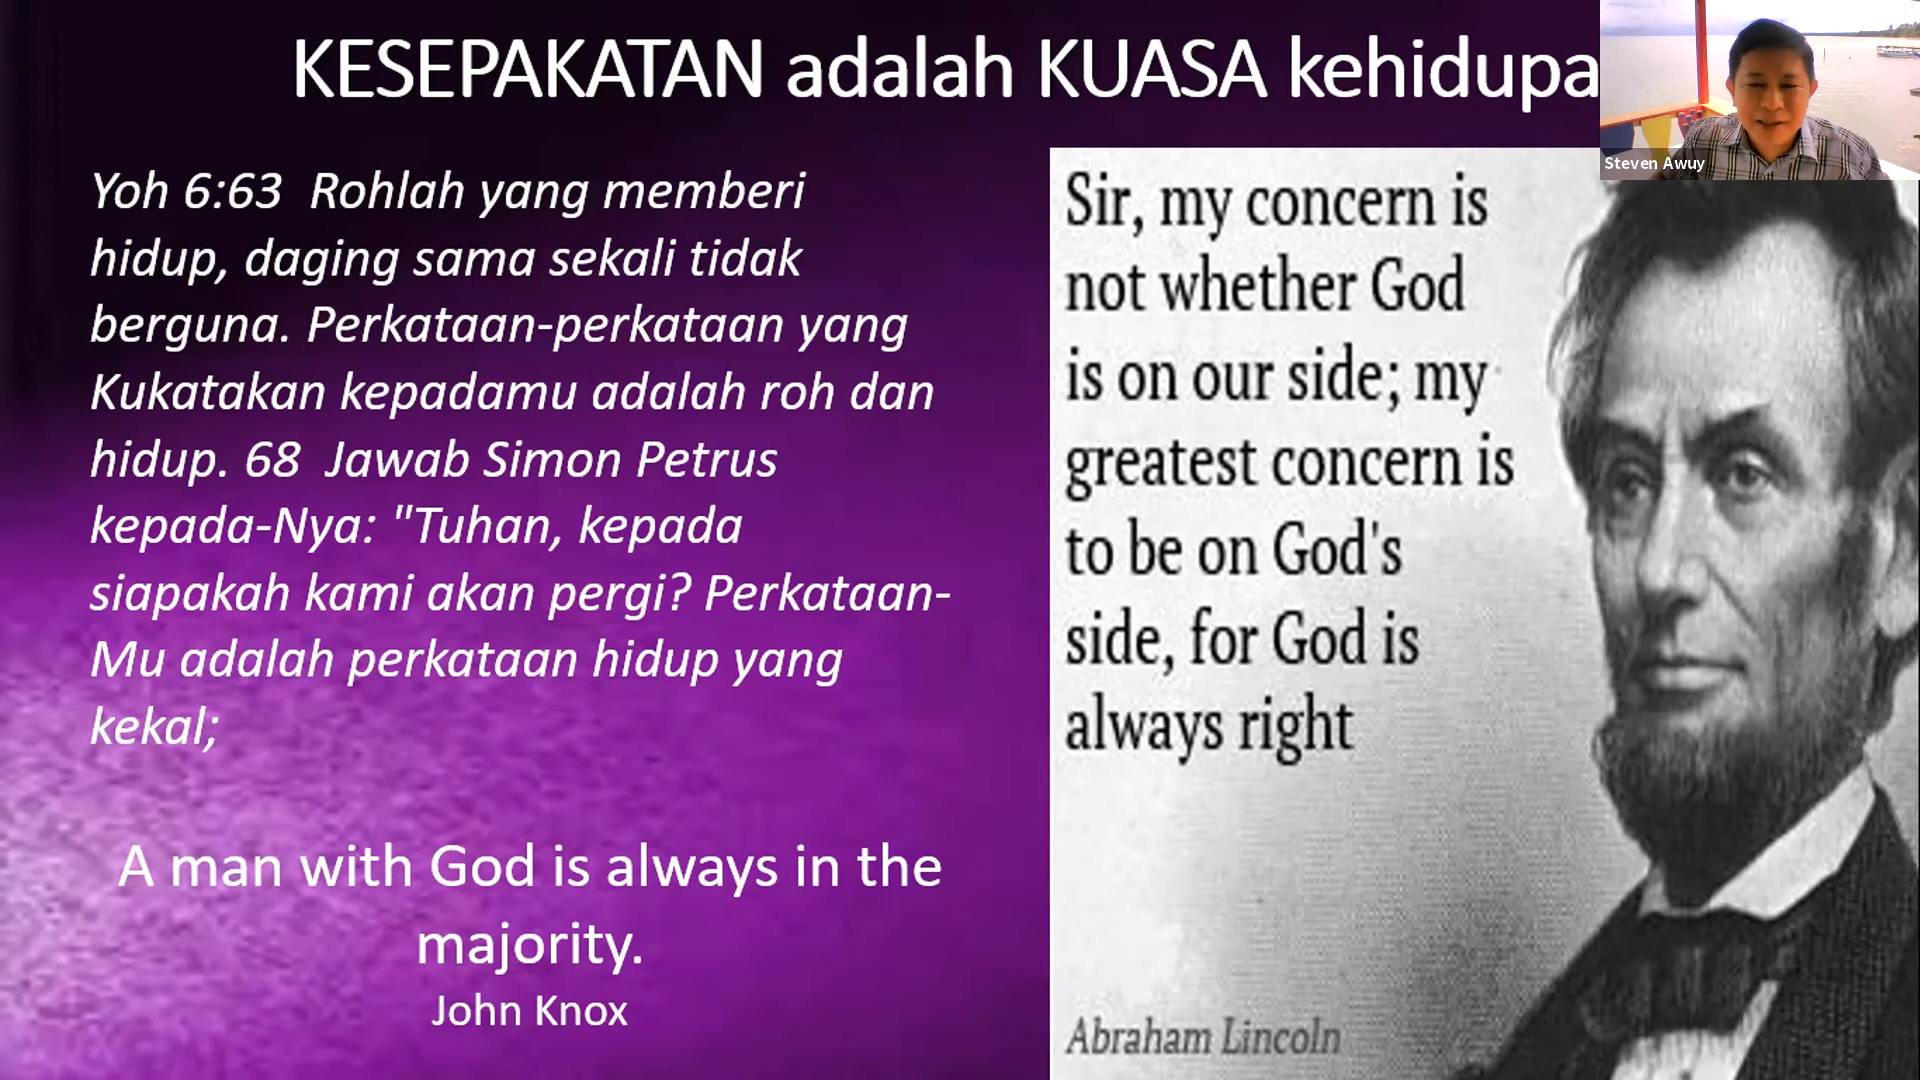 KESEPAKATAN adalah KUASA kehidupa
Steven Awuy
Yoh 6:63  Rohlah yang memberi
hidup, daging sama sekali tidak
berguna. Perkataan-perkataan yang
Kukatakan kepadamu adalah roh dan
hidup. 68  Jawab Simon Petrus
kepada-Nya: "Tuhan, kepada
siapakah kami akan pergi? Perkataan-
Mu adalah perkataan hidup yang
kekal;
A man with God is always in the
majority.
John Knox
Sir, my concern is
not whether God
is on our side; my
greatest concern is
to be on God's
side, for God is
always right
Abraham Lincoln